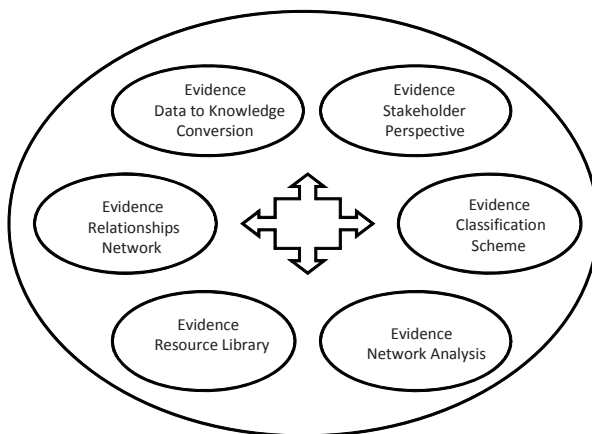 Evidence
Data to Knowledge
Conversion
Evidence
Stakeholder
Perspective
Evidence
Relationships
Network
Evidence
Classification
Scheme
Evidence
Resource Library
Evidence
Network Analysis